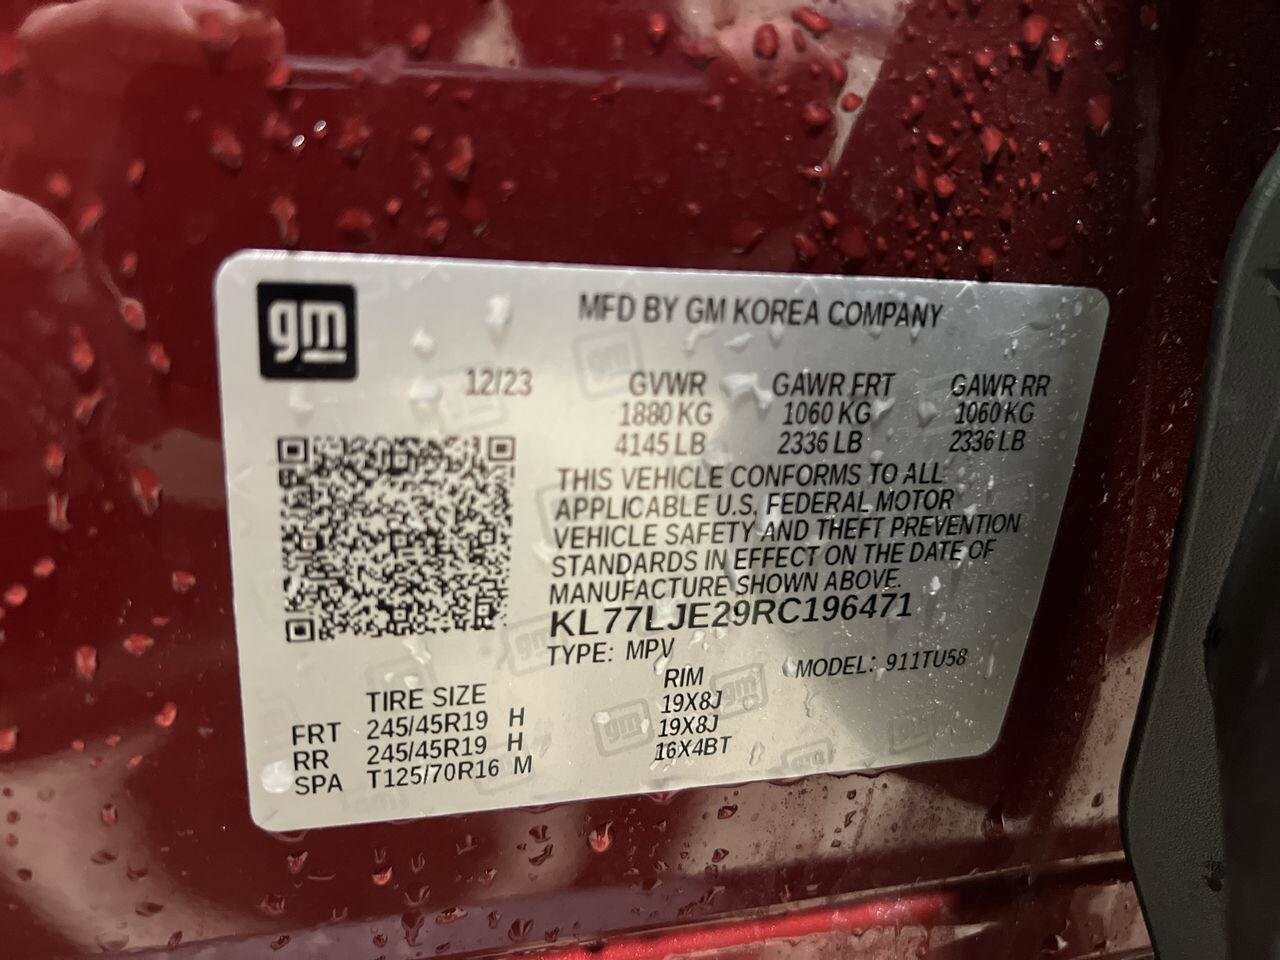 gm
MFD BY GM KOREA COMPANY
12/23 GVWR GAWR FRT GAWR RR
1880 KG 1060 KG 1060 KG
4145 LB 2336 LB 2336 LB
THIS VEHICLE CONFORMS TO ALL
APPLICABLE U.S. FEDERAL MOTOR
VEHICLE SAFETY AND THEFT PREVENTION
STANDARDS IN EFFECT ON THE DATE OF
MANUFACTURE SHOWN ABOVE.
KL77LJE29RC196471
TYPE: MPV MODEL: 911TU58
TIRE SIZE RIM
FRT 245/45R19 H 19X8J
RR 245/45R19 H 19X8J
SPA T125/70R16 M 16X4BT